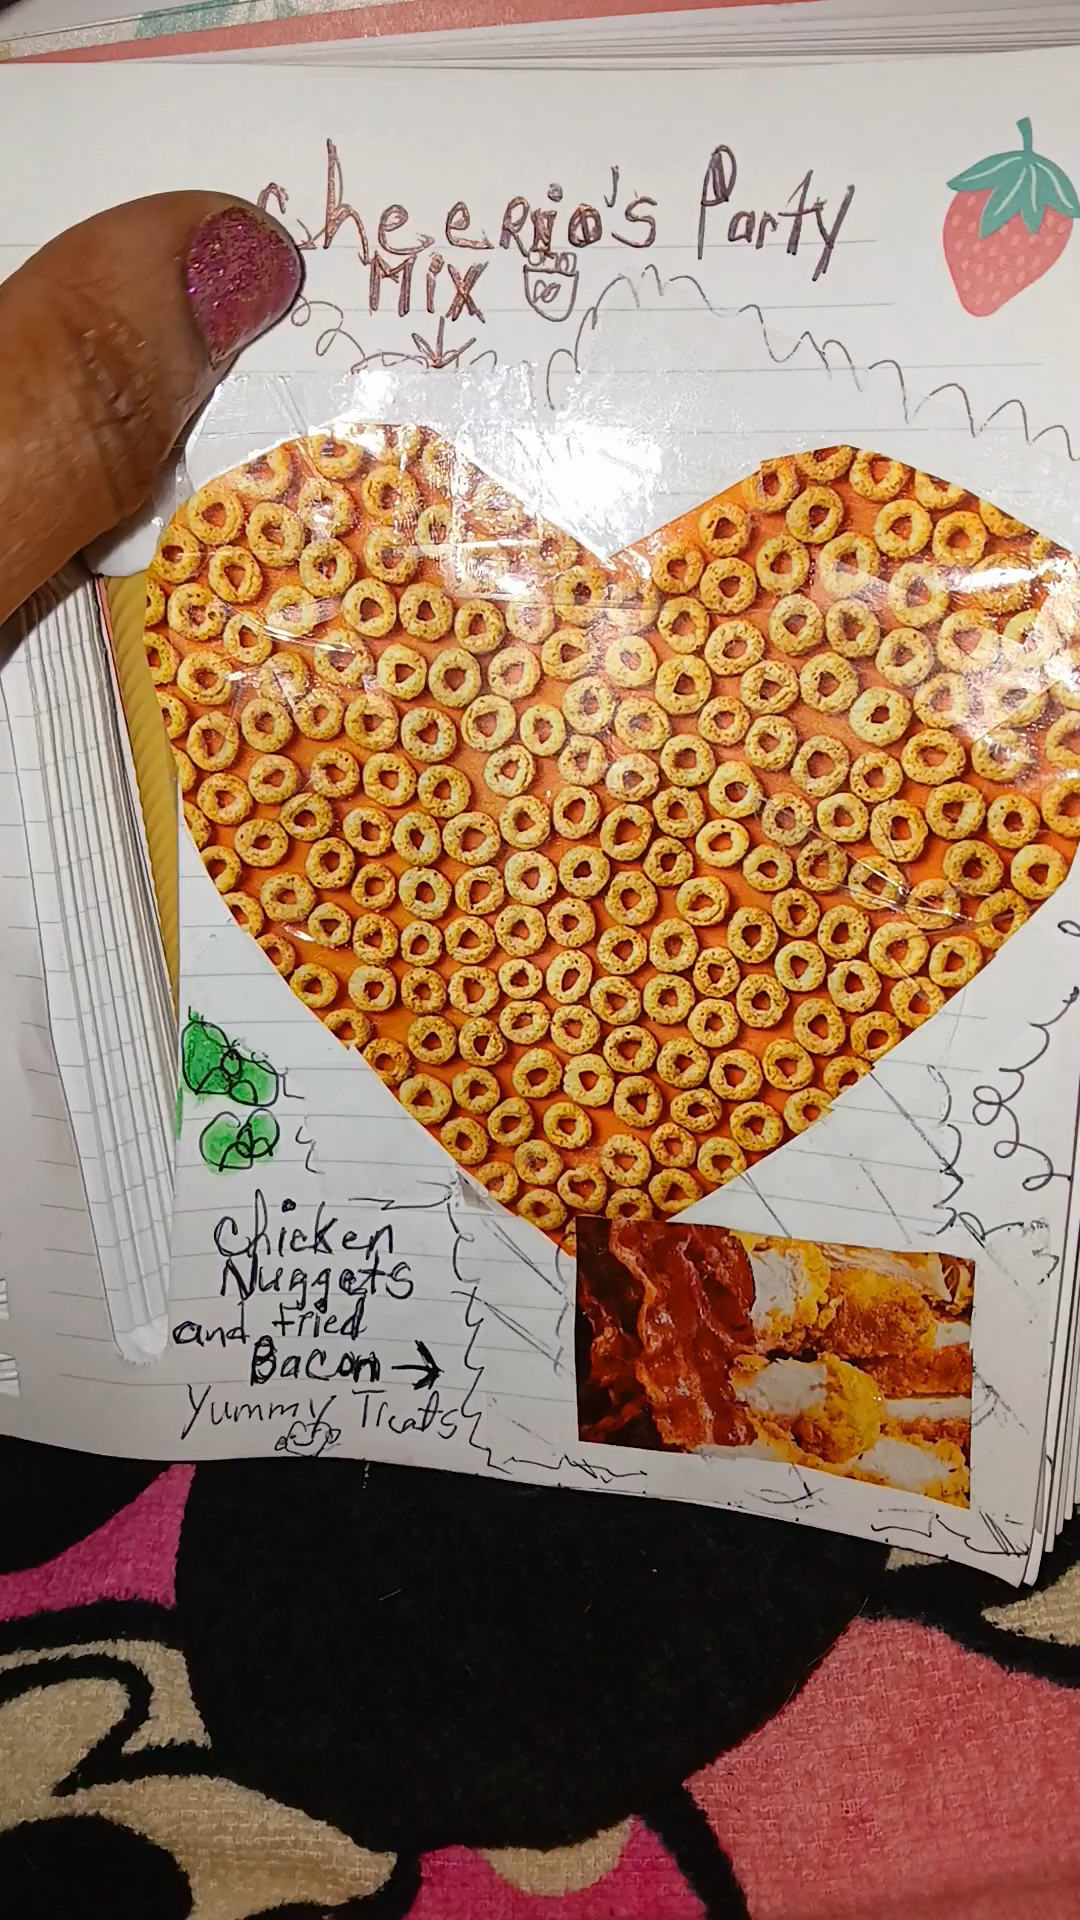 Cheerio's Party
Mix
Chicken
Nuggets
and fried
Bacon →
Yummy Treats